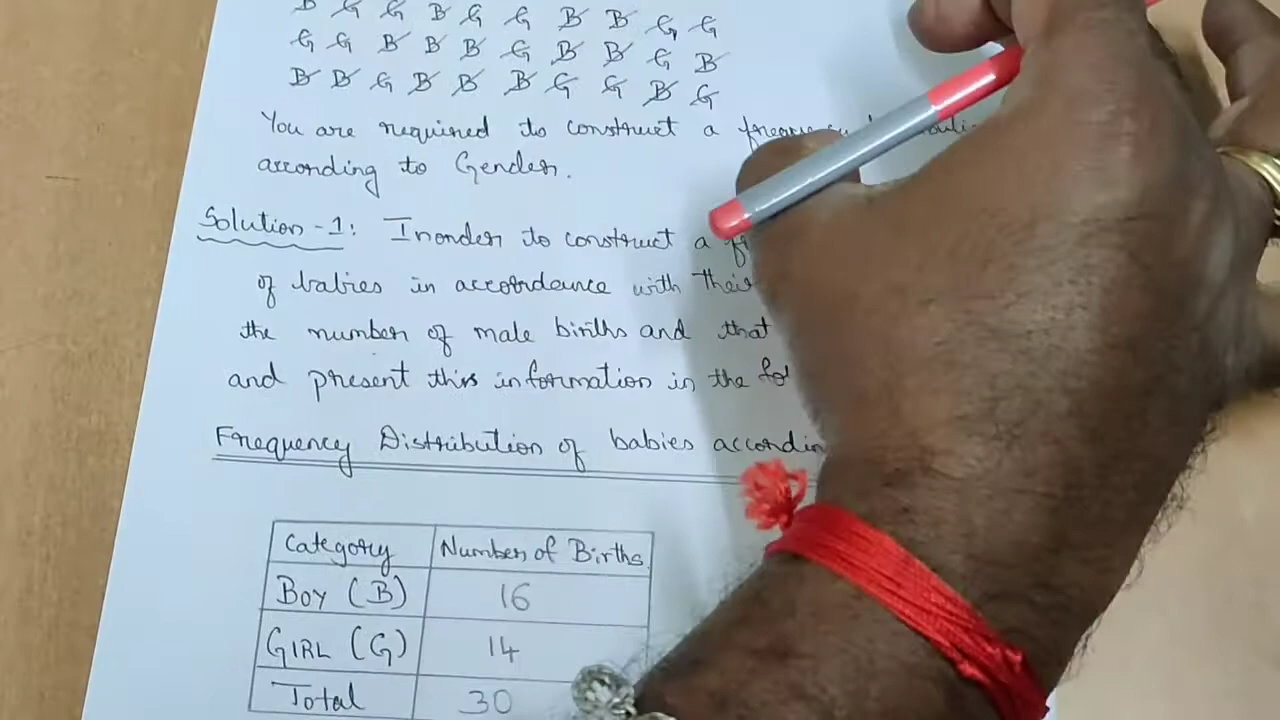 B G G B G G B B G G
G G B B B G B B G B
B B G B B B G G B G
You are required to construct a
according to Gender.
Solution-1: Inorder to construct a
of babies in accordance with their
the number of male births and that
and present this information in the
Frequency Distribution of babies
Category Number of Births
Boy (B) 16
GIRL (G) 14
Total 30